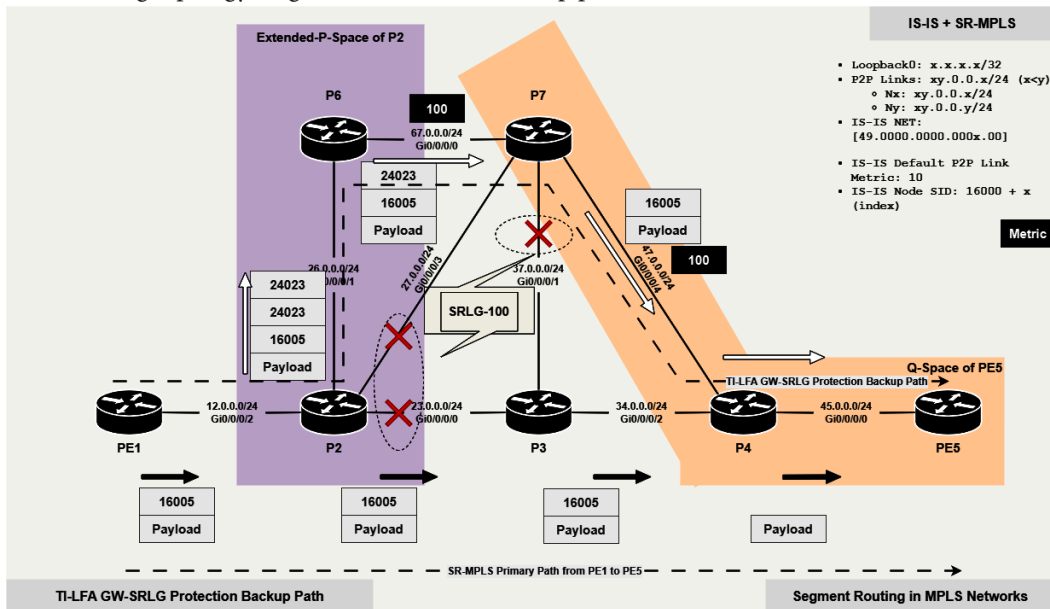 Extended-P-Space of P2
IS-IS + SR-MPLS
Loopback0: x.x.x.x/32
P2P Links: xy.0.0.x/24 (x<y)
Nx: xy.0.0.x/24
Ny: xy.0.0.y/24
IS-IS NET:
[49.0000.0000.000x.00]
IS-IS Default P2P Link
Metric: 10
IS-IS Node SID: 16000 + x
(index)
Metric
P6
100
P7
67.0.0.0/24
Gi0/0/0/0
24023
16005
Payload
16005
Payload
47.0.0.0/24
Gi0/0/0/4
100
27.0.0.0/24
Gi0/0/0/3
37.0.0.0/24
Gi0/0/0/1
26.0.0.0/24
24023
24023
16005
Payload
SRLG-100
Q-Space of PE5
TI-LFA GW-SRLG Protection Backup Path
12.0.0.0/24
Gi0/0/0/2
23.0.0.0/24
Gi0/0/0/0
34.0.0.0/24
Gi0/0/0/2
45.0.0.0/24
Gi0/0/0/0
PE1
P2
P3
P4
PE5
16005
Payload
16005
Payload
16005
Payload
Payload
SR-MPLS Primary Path from PE1 to PE5
TI-LFA GW-SRLG Protection Backup Path
Segment Routing in MPLS Networks